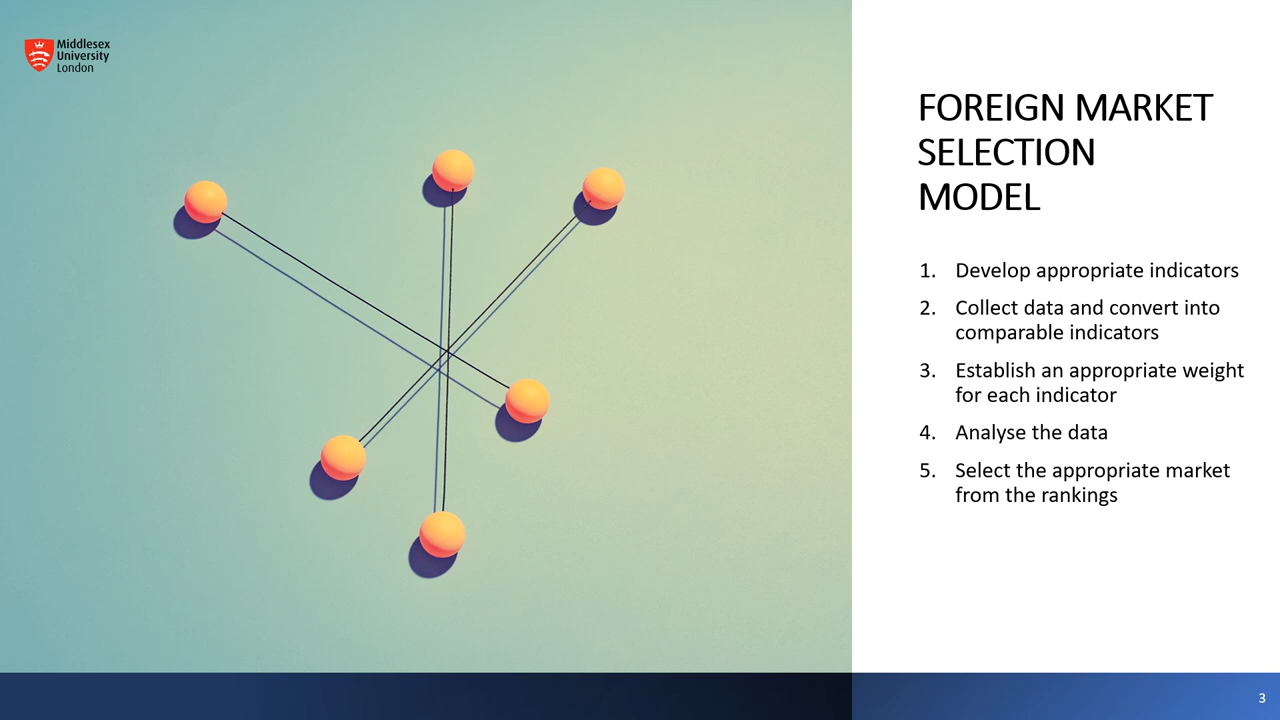 Middlesex
University
London
FOREIGN MARKET
SELECTION
MODEL
1. Develop appropriate indicators
2. Collect data and convert into
comparable indicators
3. Establish an appropriate weight
for each indicator
4. Analyse the data
5. Select the appropriate market
from the rankings
3